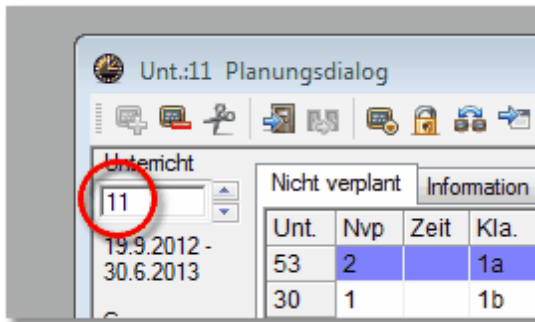 Unt.:11 Planungsdialog
Unterricht
11
19.9.2012 -
30.6.2013
Nicht verplant Information
Unt. Nvp Zeit Kla.
53 2 1a
30 1 1b